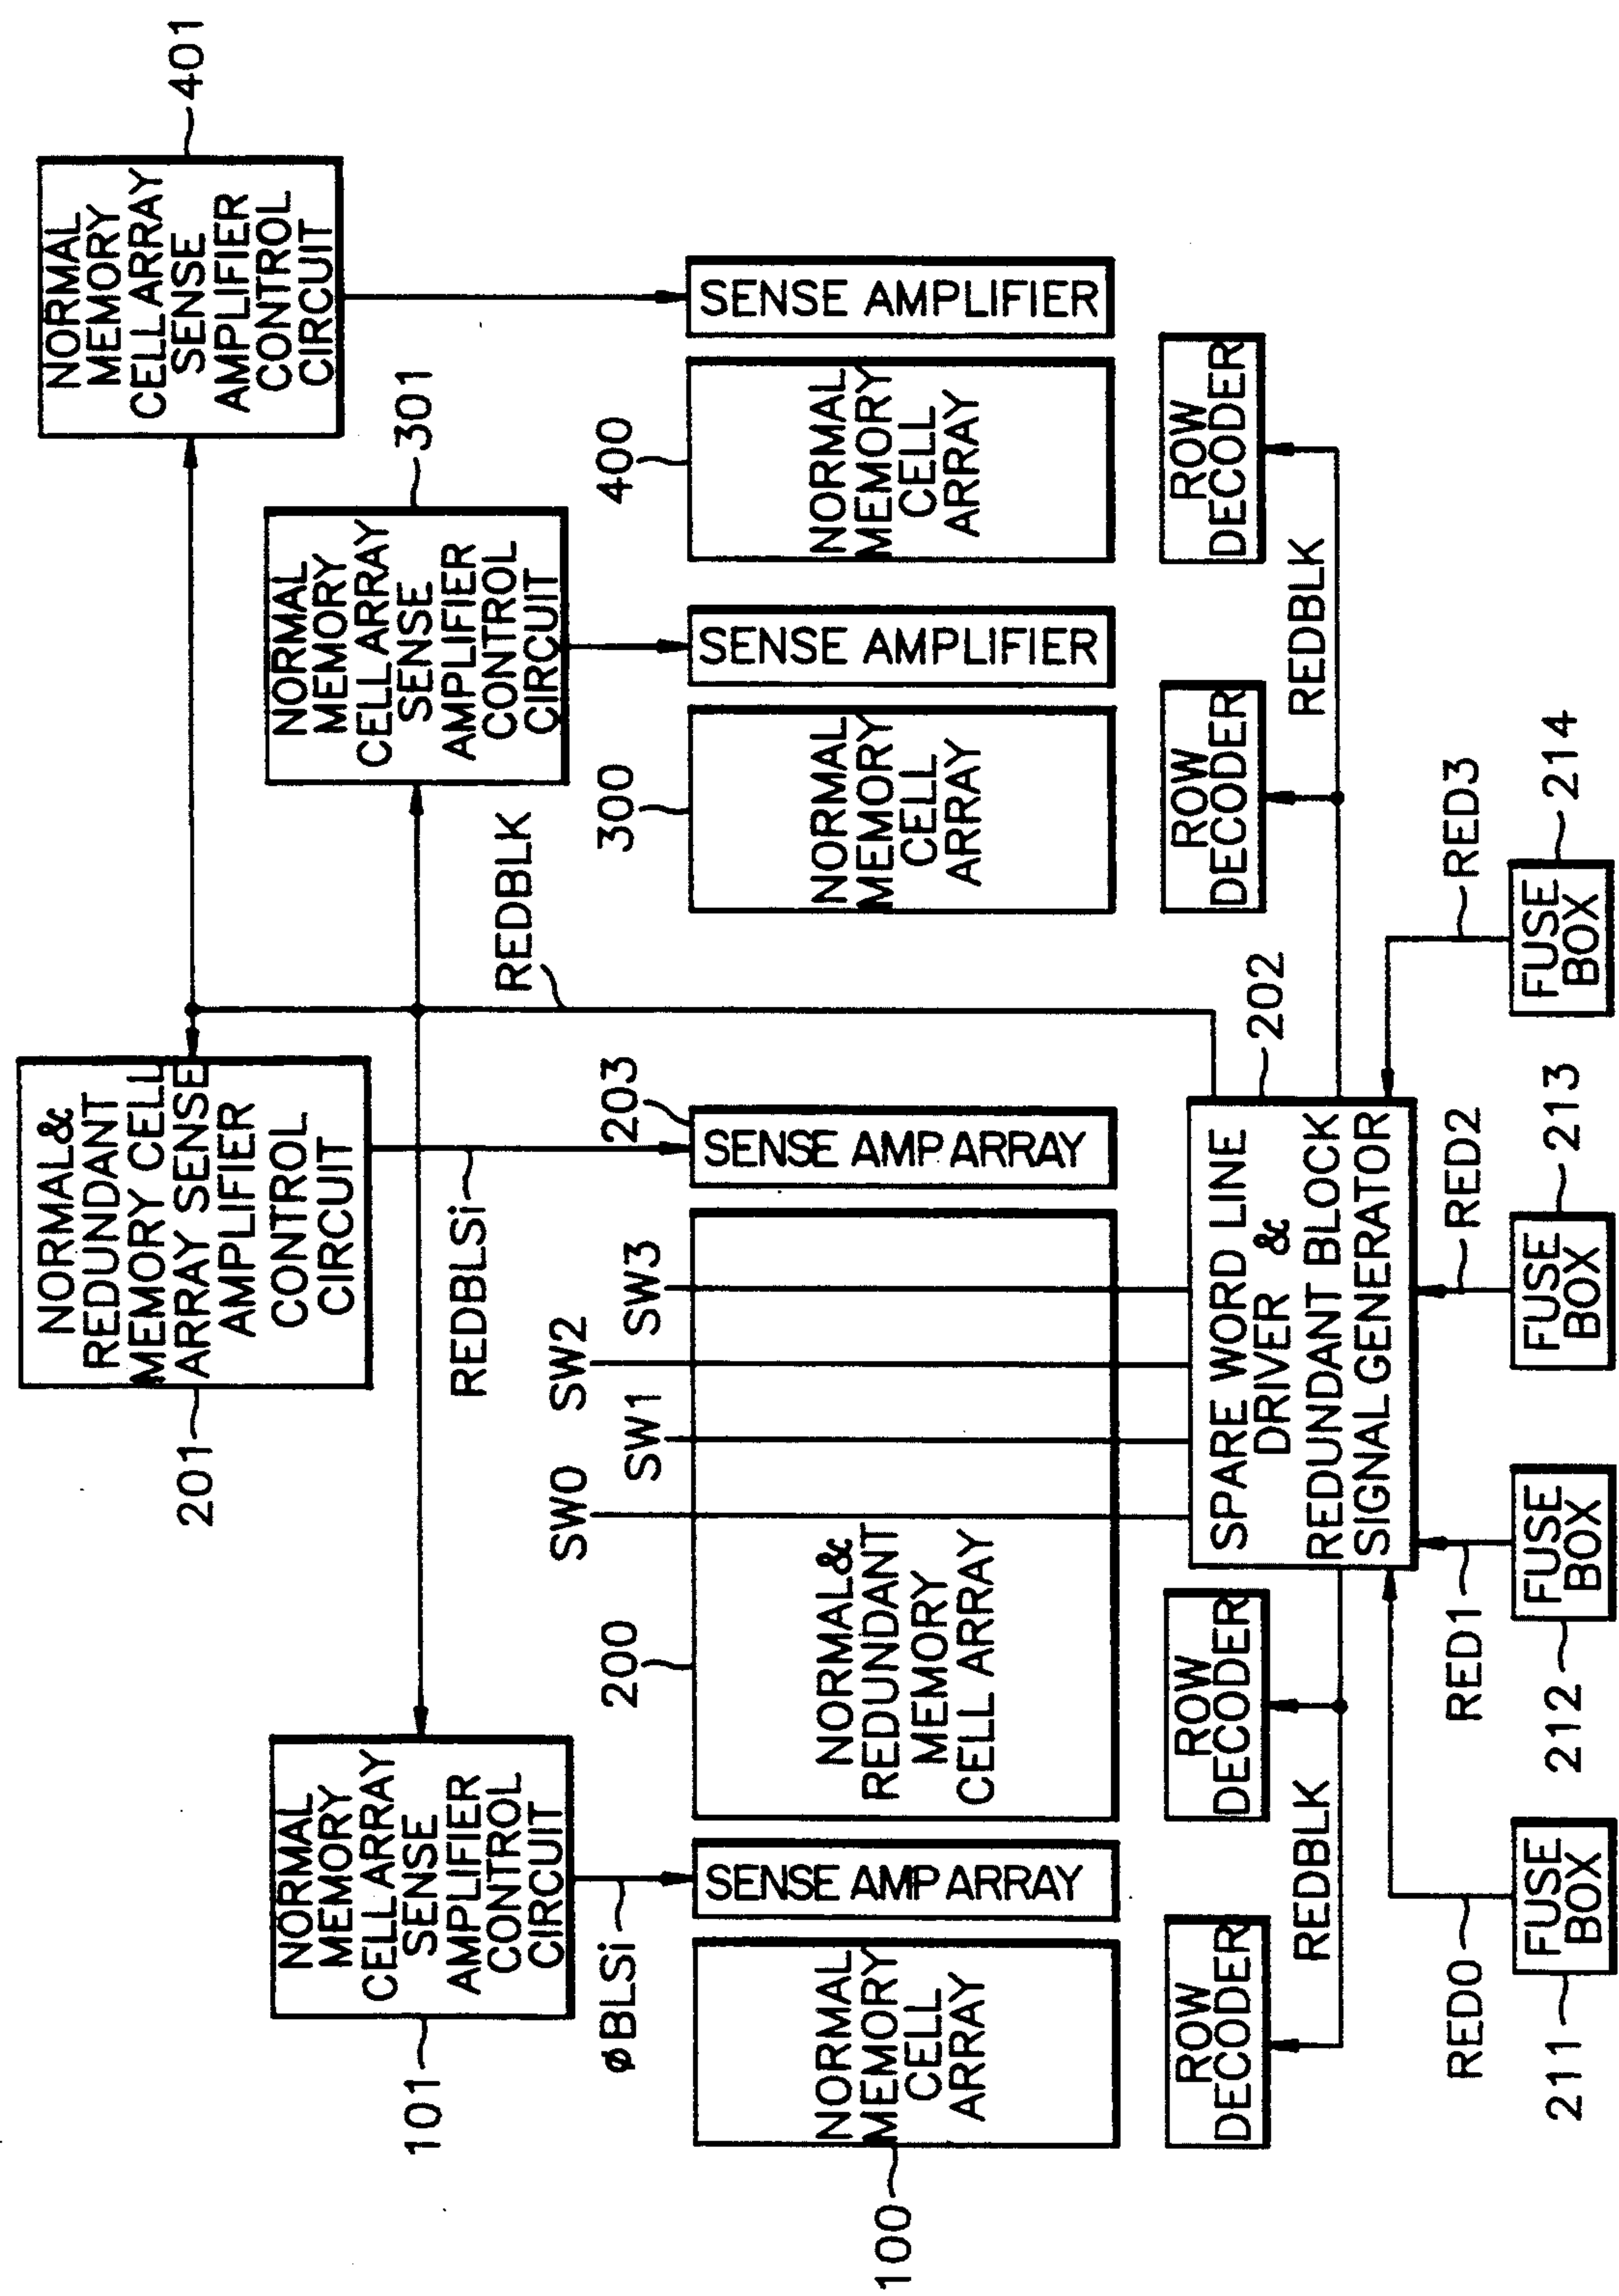 NORMAL
MEMORY
CELL ARRAY
SENSE
AMPLIFIER
CONTROL
CIRCUIT
101
NORMAL&
REDUNDANT
MEMORY CELL
ARRAY SENSE
AMPLIFIER
CONTROL
CIRCUIT
201
NORMAL
MEMORY
CELL ARRAY
SENSE
AMPLIFIER
CONTROL
CIRCUIT
301
NORMAL
MEMORY
CELL ARRAY
SENSE
AMPLIFIER
CONTROL
CIRCUIT
401
REDBLK
øBLSi
REDBLSi
SW0
SW1
SW2
SW3
100
NORMAL
MEMORY
CELL
ARRAY
SENSE AMP ARRAY
200
NORMAL&
REDUNDANT
MEMORY
CELL ARRAY
203
SENSE AMP ARRAY
300
NORMAL
MEMORY
CELL
ARRAY
SENSE AMPLIFIER
400
NORMAL
MEMORY
CELL
ARRAY
SENSE AMPLIFIER
ROW
DECODER
ROW
DECODER
SPARE WORD LINE
DRIVER &
REDUNDANT BLOCK
SIGNAL GENERATOR
202
ROW
DECODER
ROW
DECODER
REDBLK
REDBLK
RED0
RED1
RED2
RED3
211
FUSE
BOX
212
FUSE
BOX
213
FUSE
BOX
214
FUSE
BOX